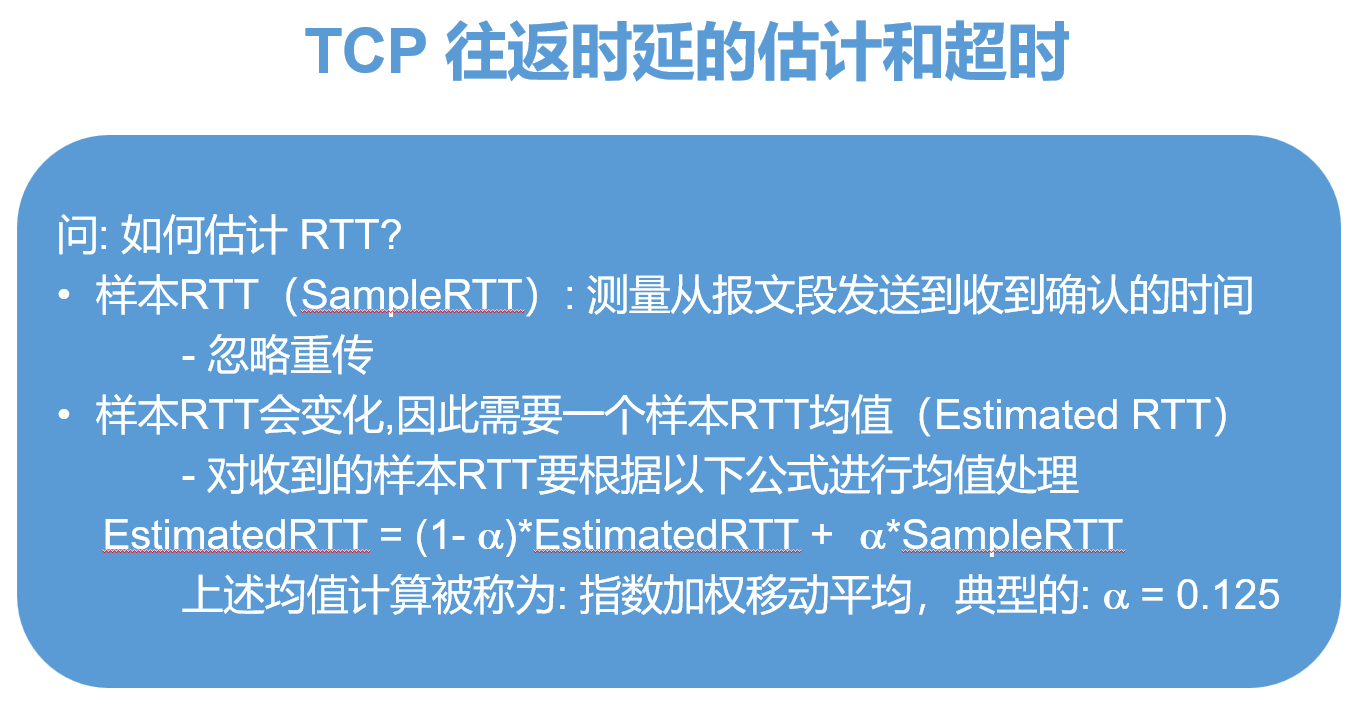 TCP 往返时延的估计和超时
问: 如何估计 RTT?
• 样本RTT（SampleRTT）: 测量从报文段发送到收到确认的时间
- 忽略重传
• 样本RTT会变化,因此需要一个样本RTT均值（Estimated RTT）
- 对收到的样本RTT要根据以下公式进行均值处理
EstimatedRTT = (1- α)*EstimatedRTT + α*SampleRTT
上述均值计算被称为: 指数加权移动平均，典型的: α = 0.125